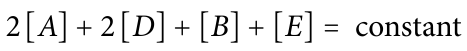 2[A] + 2[D] + [B] + [E] = constant